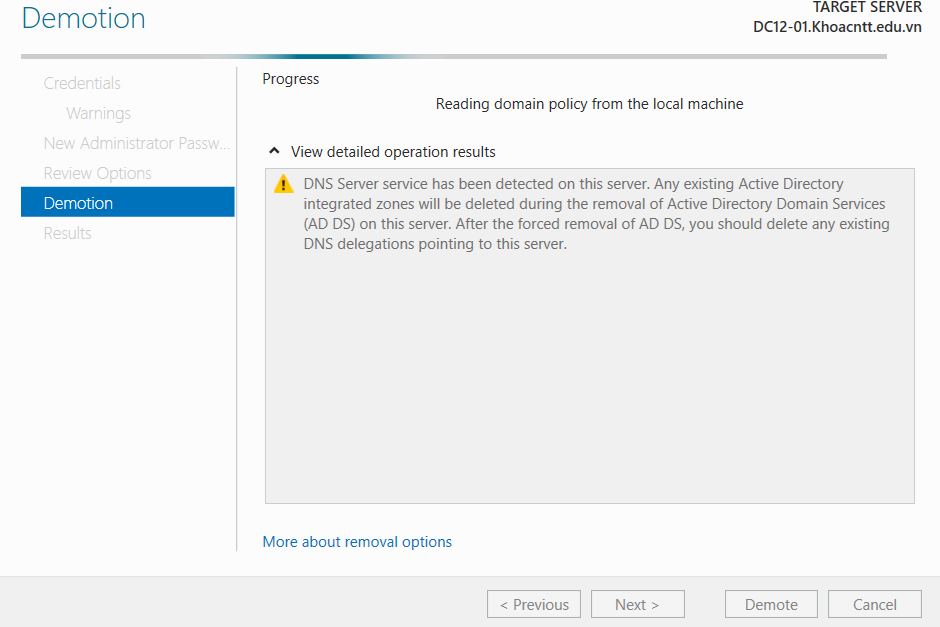 Demotion
TARGET SERVER
DC12-01.Khoacntt.edu.vn
Credentials
Warnings
New Administrator Passw...
Review Options
Demotion
Results
Progress
Reading domain policy from the local machine
View detailed operation results
DNS Server service has been detected on this server. Any existing Active Directory
integrated zones will be deleted during the removal of Active Directory Domain Services
(AD DS) on this server. After the forced removal of AD DS, you should delete any existing
DNS delegations pointing to this server.
More about removal options
< Previous
Next >
Demote
Cancel